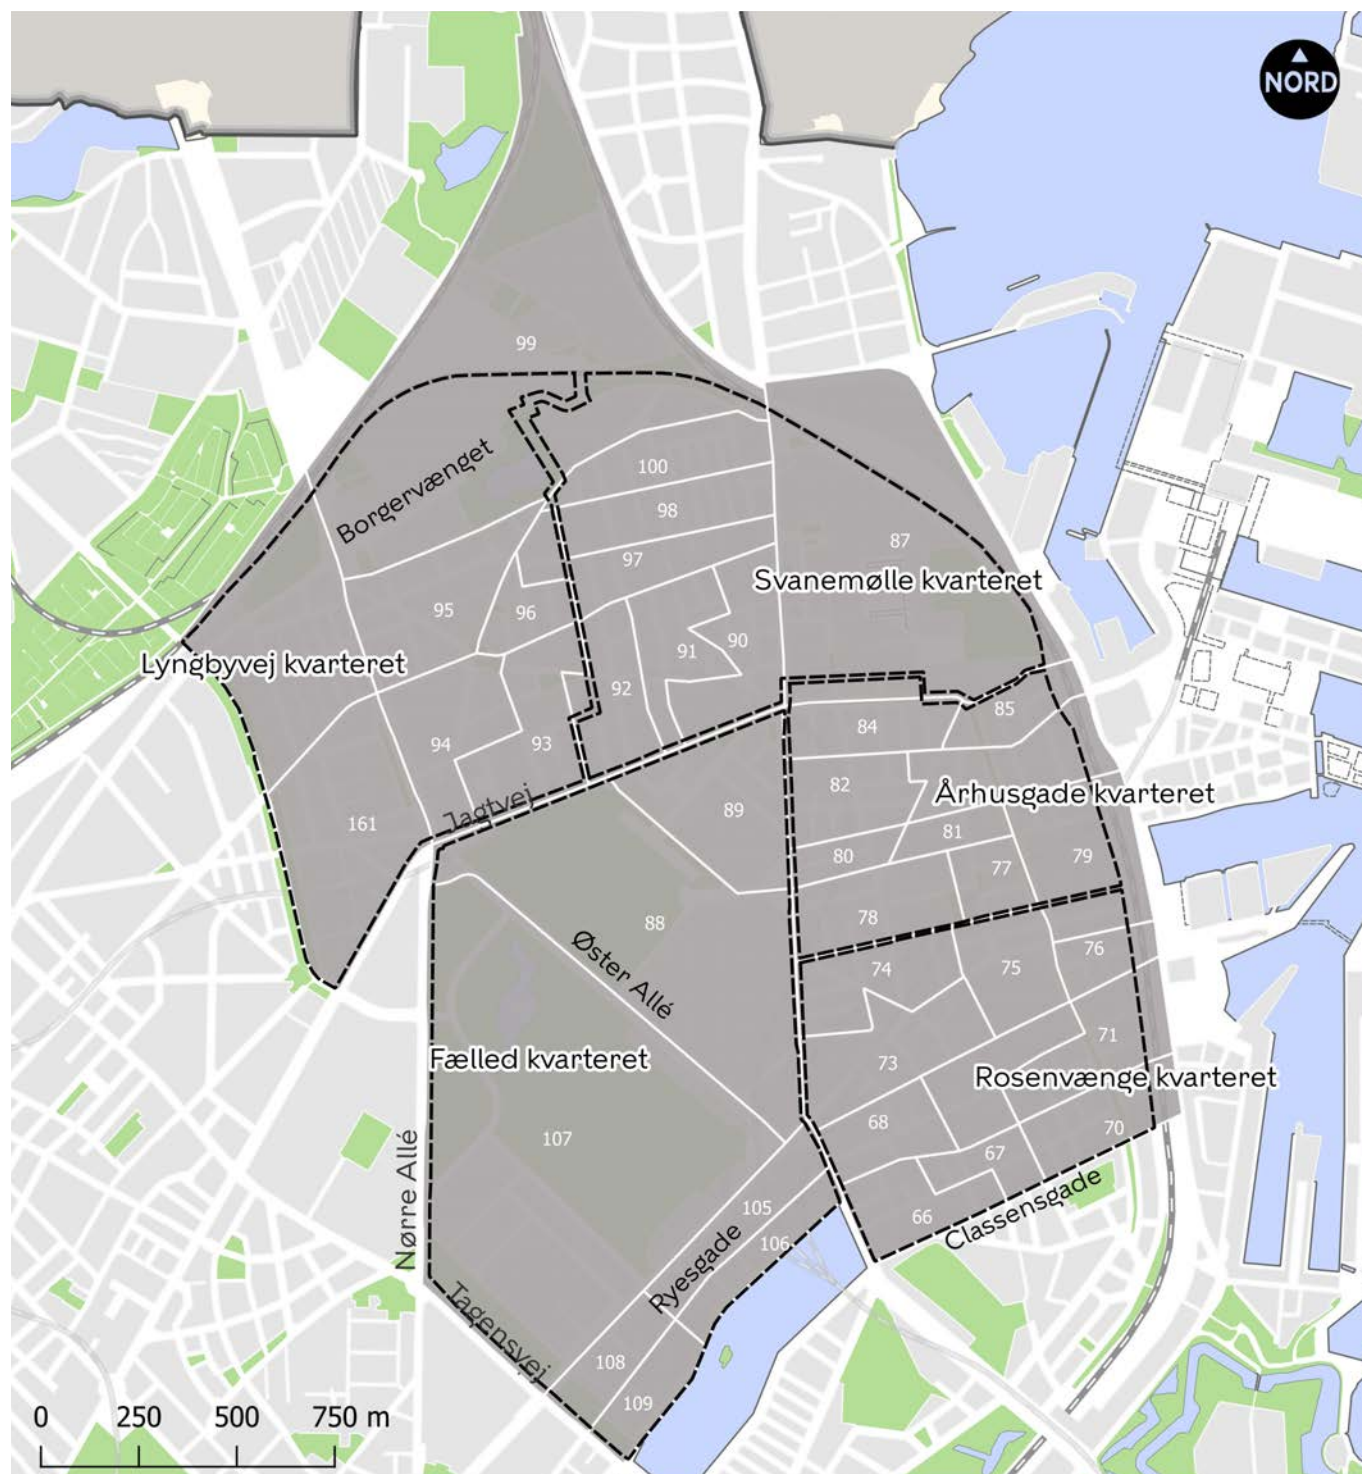 NORD
99
Borgervænget
100
98
97
87
Svanemølle kvarteret
95
96
91
90
Lyngbyvej kvarteret
92
94
93
84
85
82
Århusgade kvarteret
Jagtvej
161
89
81
80
79
77
78
88
Øster Allé
74
75
76
71
73
Fælled kvarteret
Rosenvænge kvarteret
68
70
107
67
Nørre Allé
105
66
Classensgade
106
Ryesgade
Tagensvej
108
109
0 250 500 750 m